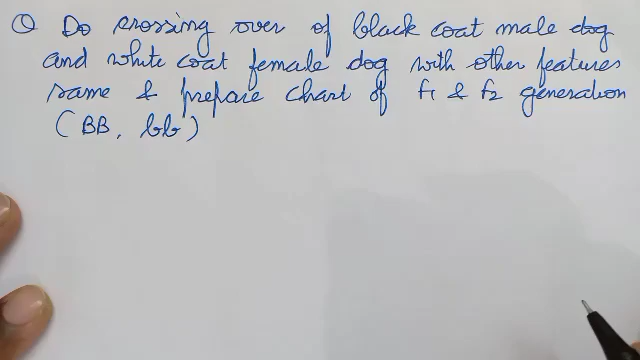 Q Do crossing over of black coat male dog
and white coat female dog with other features
same & prepare chart of f1 & f2 generation
(BB, bb)